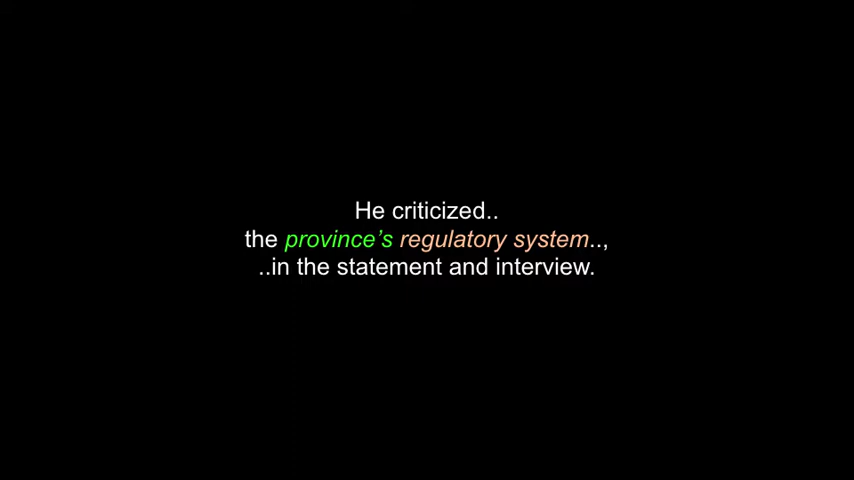 He criticized..
the province’s regulatory system..,
..in the statement and interview.